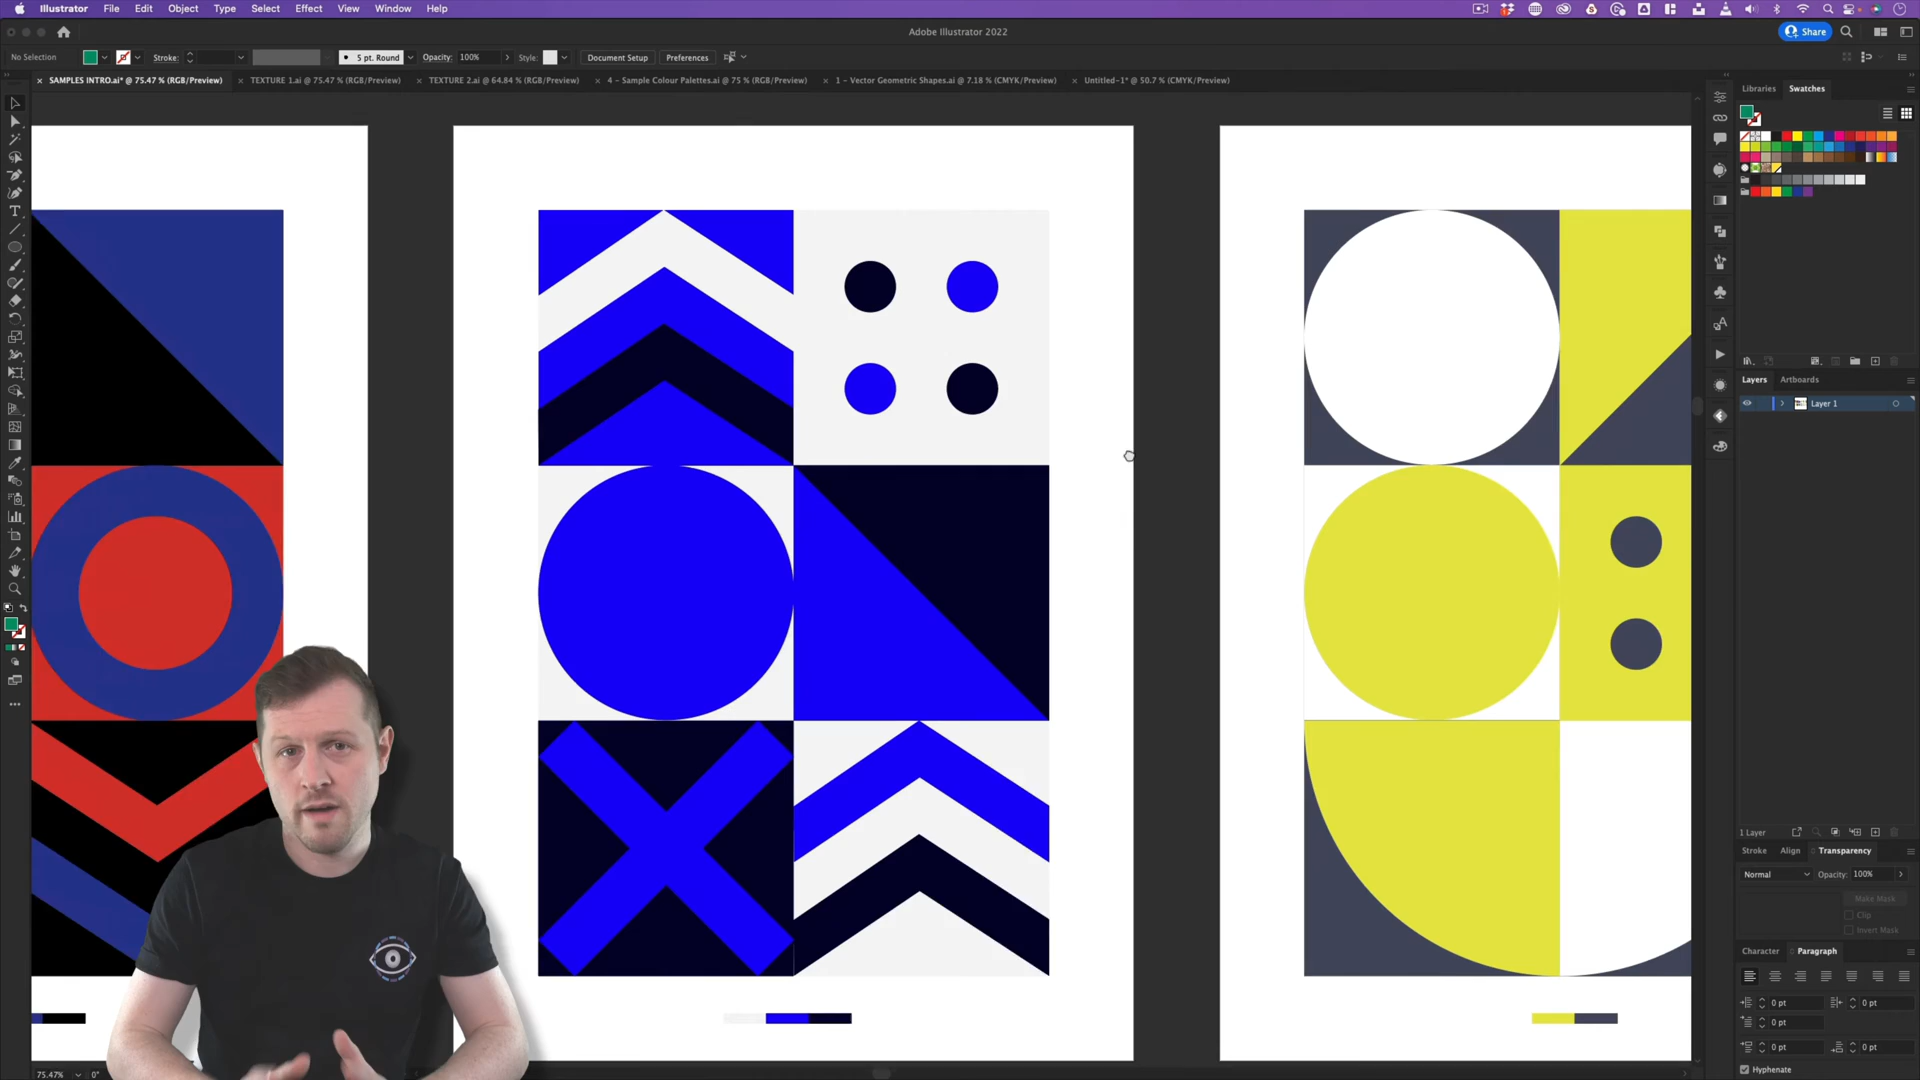 Illustrator File Edit Object Type Select Effect View Window Help
Adobe Illustrator 2022
Share
No Selection Stroke: 5 pt. Round Opacity: 100% Style: Document Setup Preferences
SAMPLES INTRO.ai* @ 75.47 % (RGB/Preview) TEXTURE 1.ai @ 75.47 % (RGB/Preview) TEXTURE 2.ai @ 64.84 % (RGB/Preview) 4 – Sample Colour Palettes.ai @ 75 % (RGB/Preview) 1 – Vector Geometric Shapes.ai @ 7.18 % (CMYK/Preview) Untitled-1* @ 50.7 % (CMYK/Preview)
Libraries Swatches
Layers Artboards
Layer 1
1 Layer
Stroke Align Transparency
Normal Opacity: 100%
Make Mask
Clip
Invert Mask
Character Paragraph
0 pt 0 pt
0 pt
0 pt 0 pt
Hyphenate
75.47% 0°